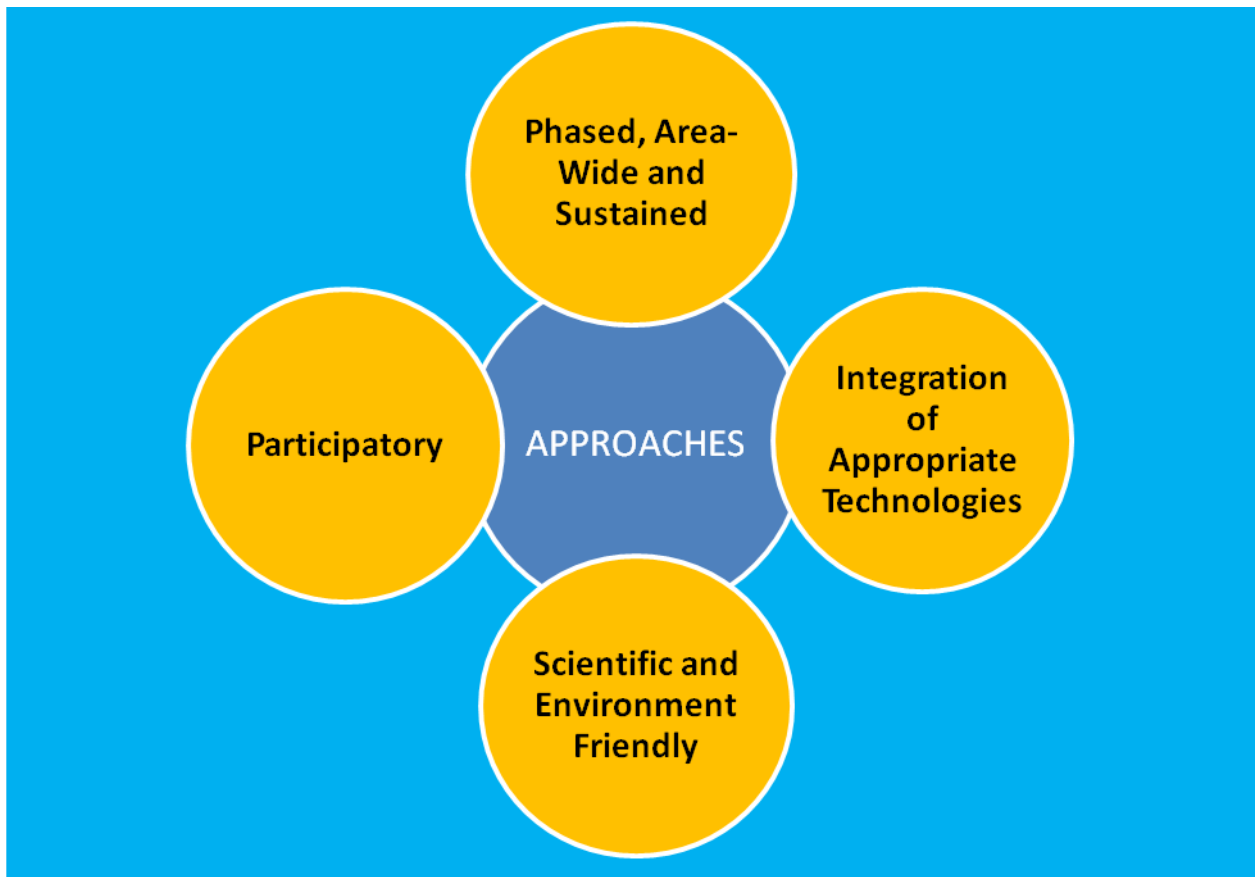 Phased, Area-
Wide and
Sustained
Participatory
APPROACHES
Integration
of
Appropriate
Technologies
Scientific and
Environment
Friendly